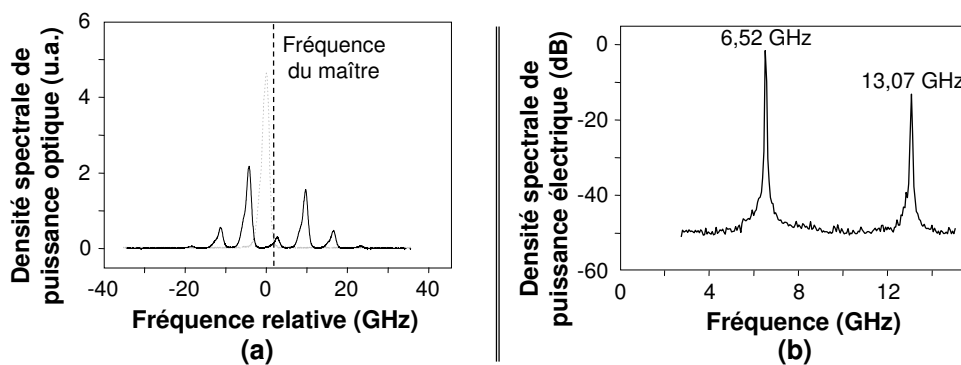 Densité spectrale de
puissance optique (u.a.)
6
4
2
0
Fréquence
du maître
-40
-20
0
20
40
Fréquence relative (GHz)
(a)
Densité spectrale de
puissance électrique (dB)
0
-20
-40
-60
6,52 GHz
13,07 GHz
0
4
8
12
Fréquence (GHz)
(b)